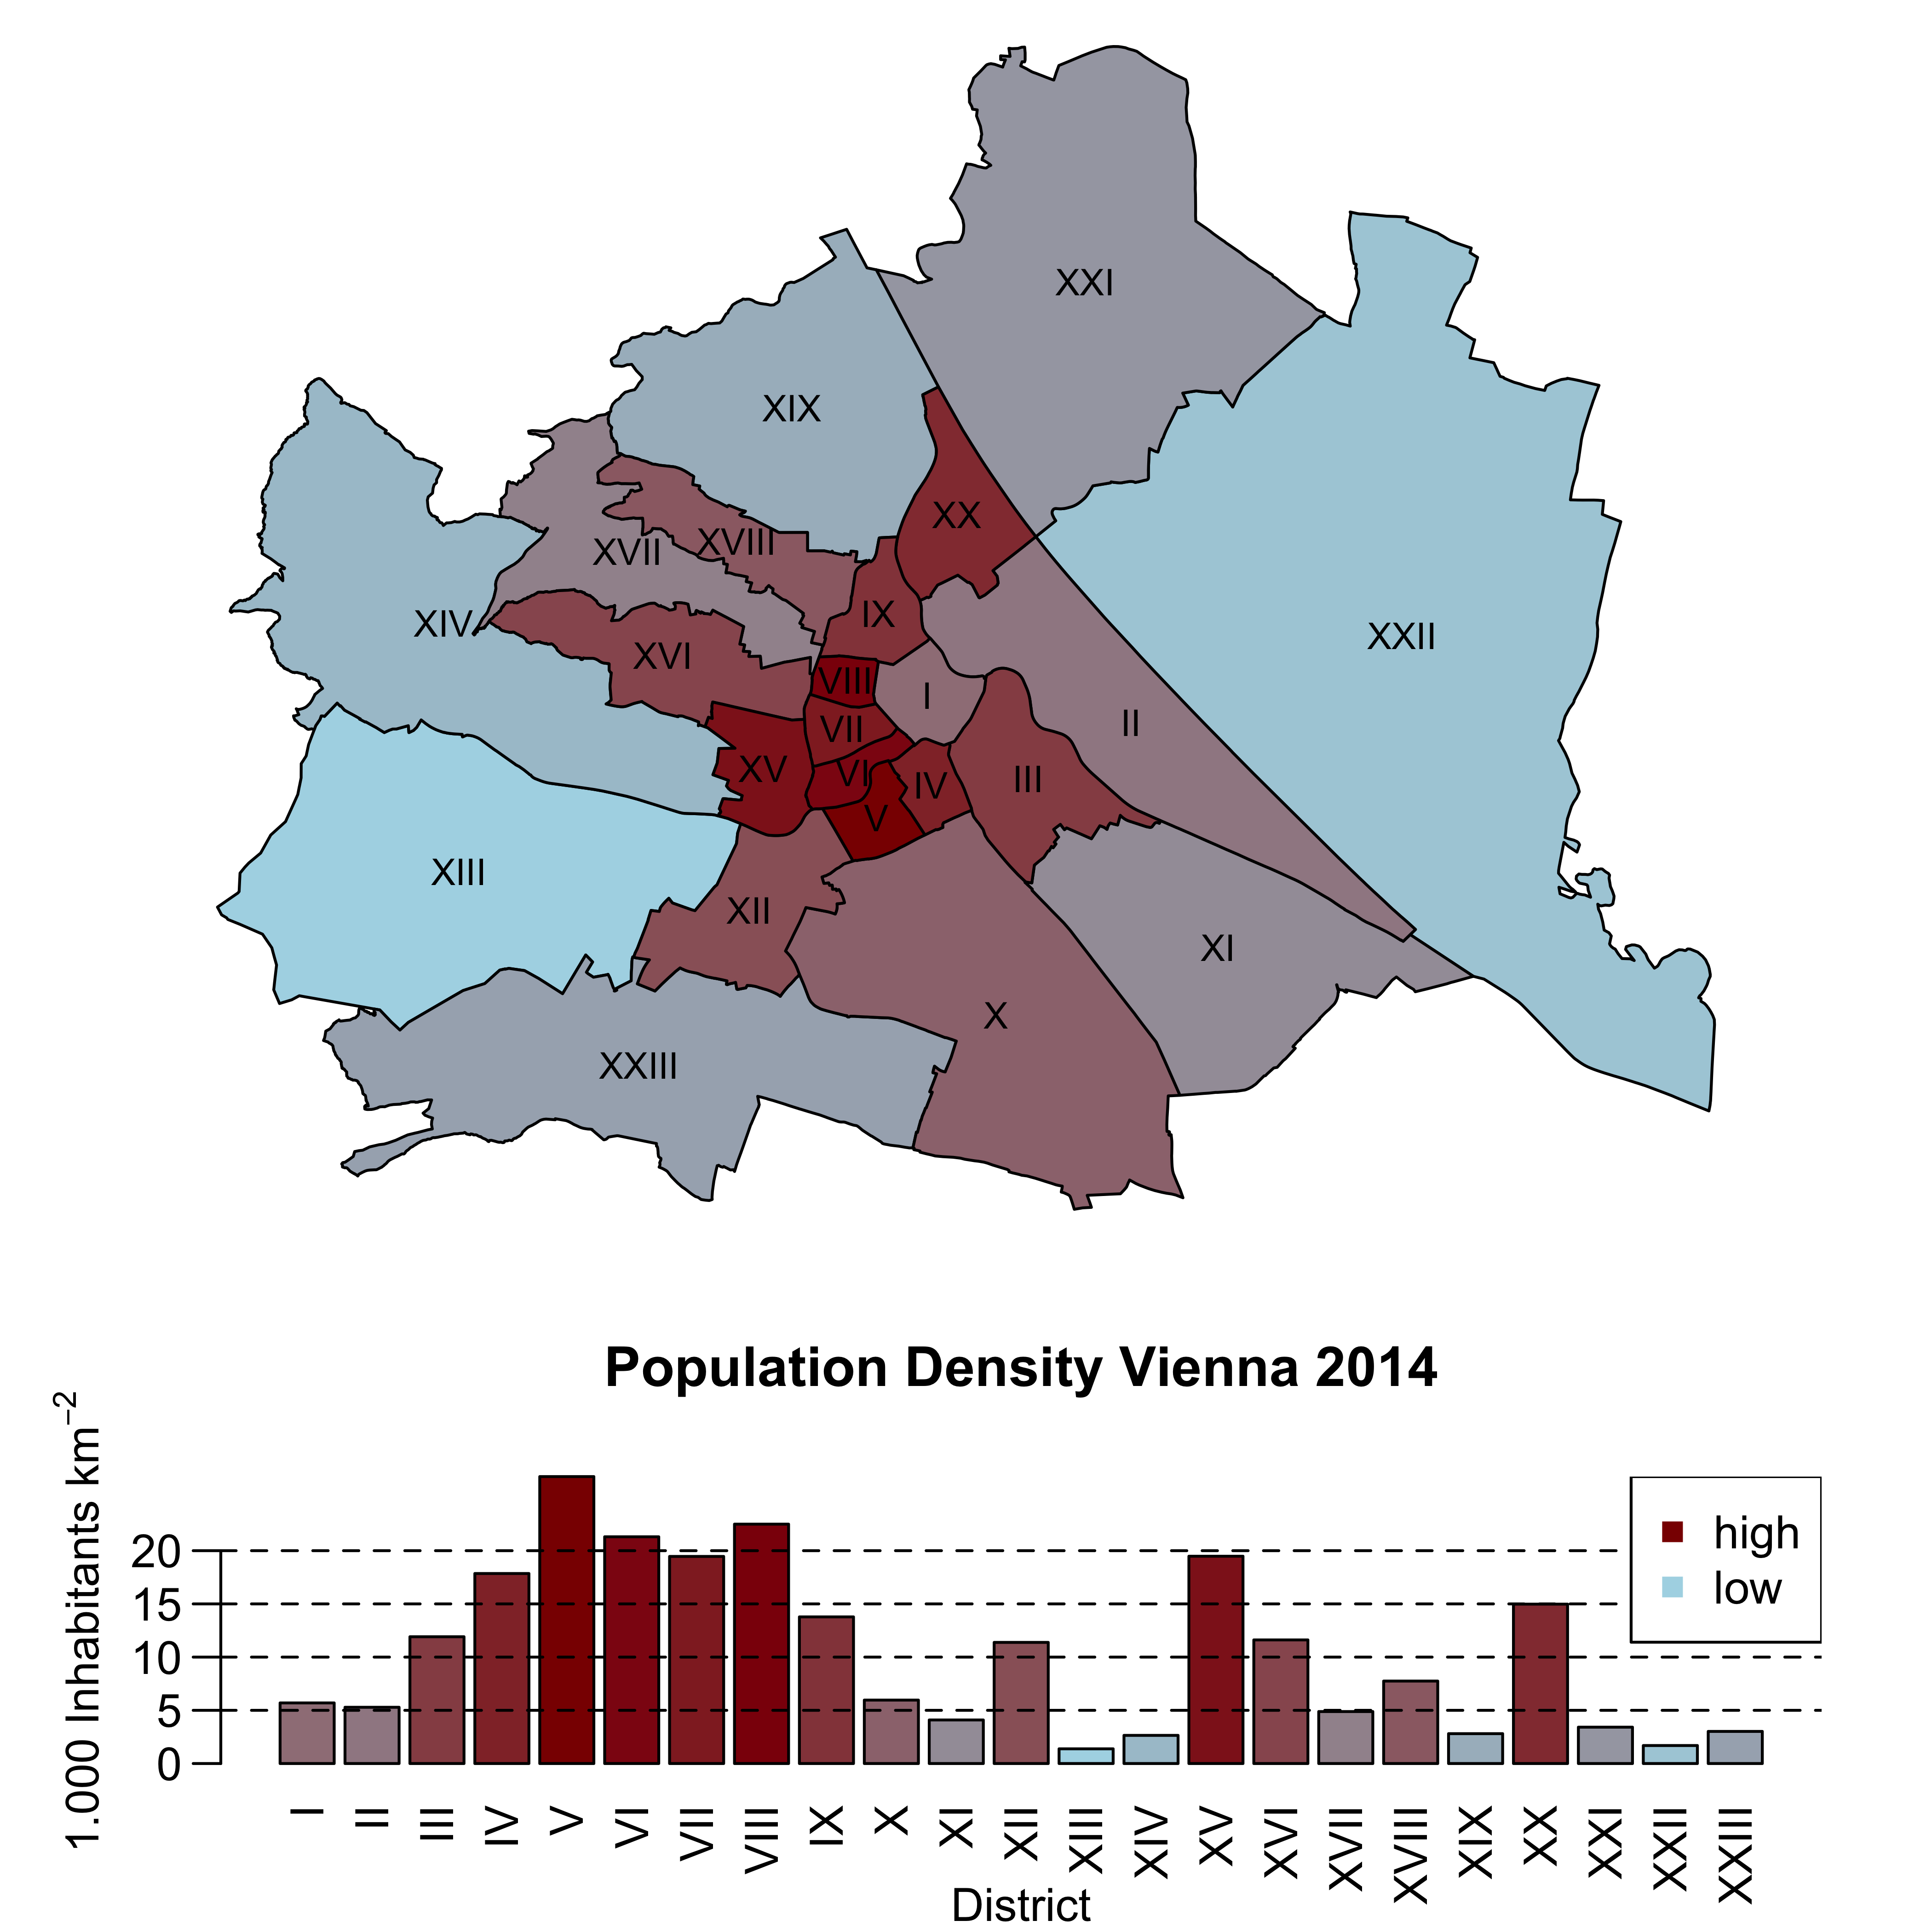 XXI
XIX
XX
XVIII
XVII
IX
XIV
XXII
XVI
VIII
I
II
VII
XV
VI
IV
III
V
XIII
XII
XI
X
XXIII
Population Density Vienna 2014
1.000 Inhabitants km⁻²
20
15
10
5
0
high
low
I II III IV V VI VII VIII IX X XI XII XIII XIV XV XVI XVII XVIII XIX XX XXI XXII XXIII
District